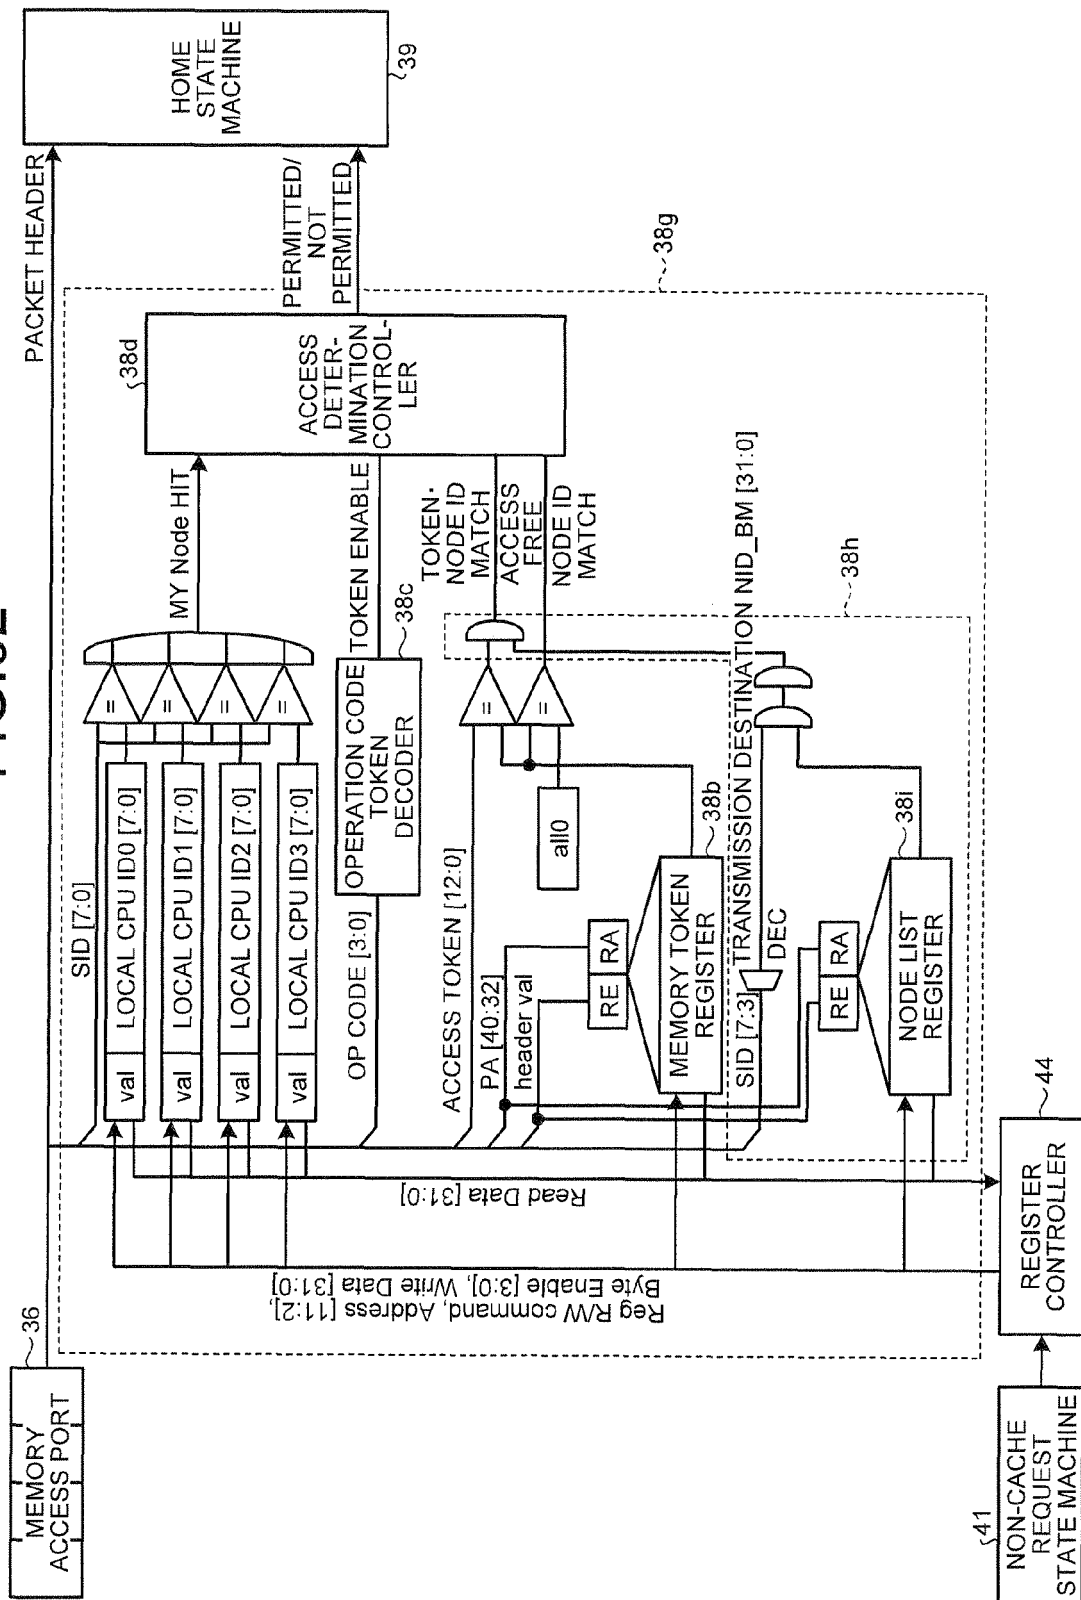 MEMORY
ACCESS PORT
36
PACKET HEADER
HOME
STATE
MACHINE
39
SID [7:0]
val
LOCAL CPU ID0 [7:0]
val
LOCAL CPU ID1 [7:0]
val
LOCAL CPU ID2 [7:0]
val
LOCAL CPU ID3 [7:0]
=
=
=
=
MY Node HIT
38d
ACCESS
DETER-
MINATION
CONTROL-
LER
PERMITTED/
NOT
PERMITTED
38g
OP CODE [3:0]
OPERATION CODE
TOKEN
DECODER
38c
TOKEN ENABLE
ACCESS TOKEN [12:0]
PA [40:32]
header val
=
=
all0
TOKEN-
NODE ID
MATCH
ACCESS
FREE
NODE ID
MATCH
RE
RA
MEMORY TOKEN
REGISTER
38b
SID [7:3]
DEC
TRANSMISSION DESTINATION NID_BM [31:0]
38h
RE
RA
NODE LIST
REGISTER
38i
Read Data [31:0]
Reg R/W command, Address [11:2],
Byte Enable [3:0], Write Data [31:0]
REGISTER
CONTROLLER
44
41
NON-CACHE
REQUEST
STATE MACHINE